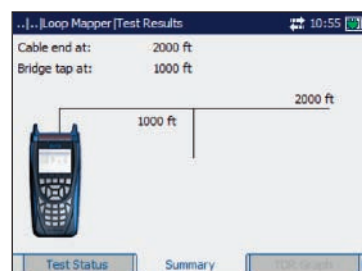 ..|..|Loop Mapper|Test Results 10:55
Cable end at: 2000 ft
Bridge tap at: 1000 ft
2000 ft
1000 ft
Test Status Summary TDR Graph